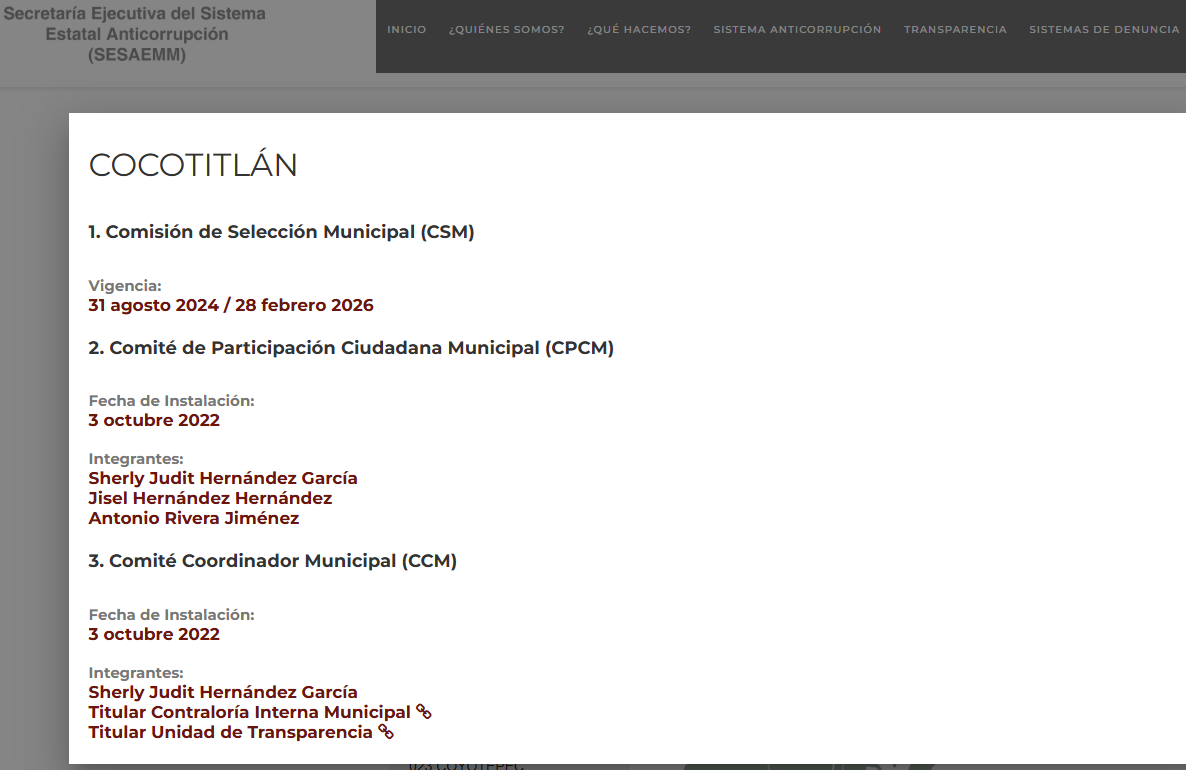 Secretaría Ejecutiva del Sistema
Estatal Anticorrupción
(SESAEMM)
INICIO ¿QUIÉNES SOMOS? ¿QUÉ HACEMOS? SISTEMA ANTICORRUPCIÓN TRANSPARENCIA SISTEMAS DE DENUNCIA
COCOTITLÁN
1. Comisión de Selección Municipal (CSM)
Vigencia:
31 agosto 2024 / 28 febrero 2026
2. Comité de Participación Ciudadana Municipal (CPCM)
Fecha de Instalación:
3 octubre 2022
Integrantes:
Sherly Judit Hernández García
Jisel Hernández Hernández
Antonio Rivera Jiménez
3. Comité Coordinador Municipal (CCM)
Fecha de Instalación:
3 octubre 2022
Integrantes:
Sherly Judit Hernández García
Titular Contraloría Interna Municipal
Titular Unidad de Transparencia
023 COYOTEPEC